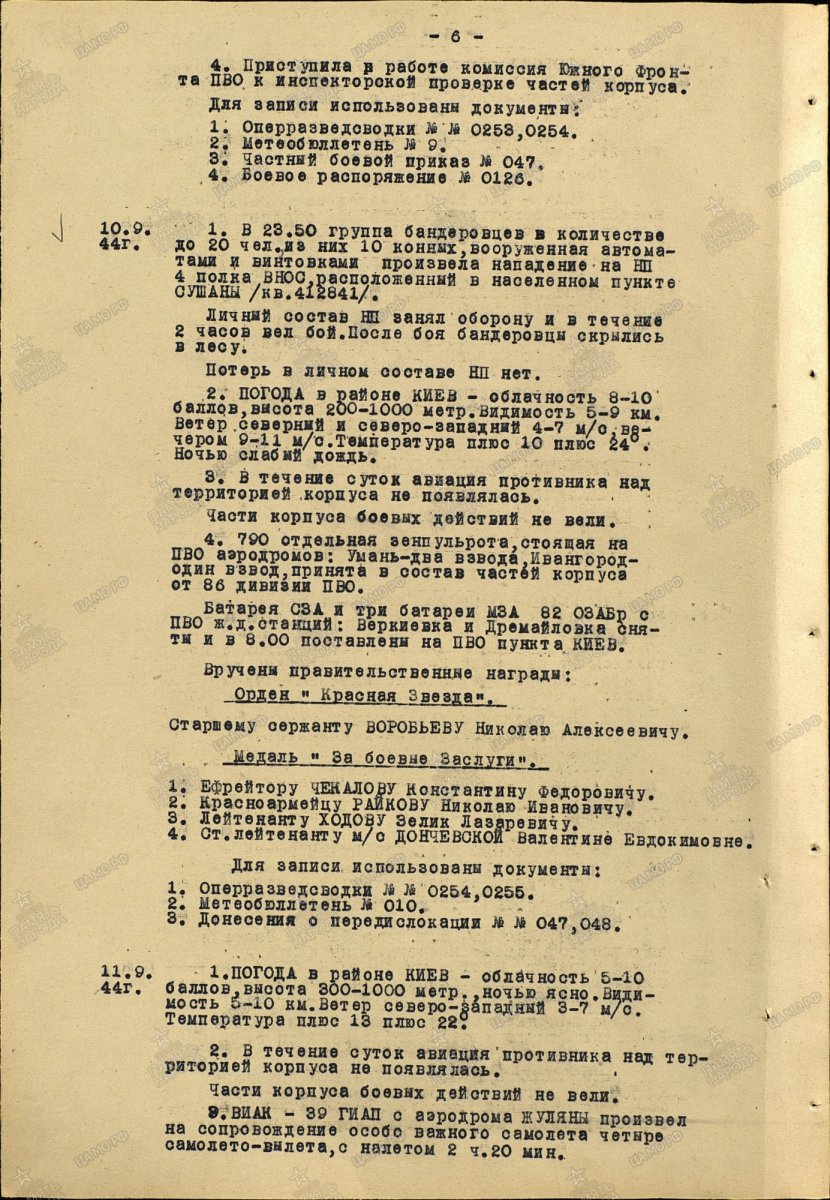 - 6 -
4. Приступила в работе комиссия Южного Фрон-
та ПВО к инспекторской проверке частей корпуса.
Для записи использованы документы:
1. Оперразведсводки № № 0253,0254.
2. Метеобюллетень № 9.
3. Частный боевой приказ № 047.
4. Боевое распоряжение № 0126.
10.9. 1. В 23.50 группа бандеровцев в количестве
44г. до 20 чел.из них 10 конных,вооруженная автома-
тами и винтовками произвела нападение на НП
4 полка ВНОС,расположенный в населенном пункте
СУШАНЫ /кв.412841/.
Личный состав НП занял оборону и в течение
2 часов вел бой.После боя бандеровцы скрылись
в лесу.
Потерь в личном составе НП нет.
2. ПОГОДА в районе КИЕВ - облачность 8-10
баллов,высота 200-1000 метр.Видимость 5-9 км.
Ветер северный и северо-западный 4-7 м/с,ве-
чером 9-11 м/с.Температура плюс 10 плюс 24°.
Ночью слабый дождь.
3. В течение суток авиация противника над
территорией корпуса не появлялась.
Части корпуса боевых действий не вели.
4. 790 отдельная зенпульрота,стоящая на
ПВО аэродромов: Умань-два взвода,Ивангород-
один взвод,принята в состав частей корпуса
от 86 дивизии ПВО.
Батарея СЗА и три батареи МЗА 82 ОЗАБр с
ПВО ж.д.станций: Веркиевка и Дремайловка сня-
ты и в 8.00 поставлены на ПВО пункта КИЕВ.
Вручены правительственные награды:
Орден " Красная Звезда".
Старшему сержанту ВОРОБЬЕВУ Николаю Алексеевичу.
Медаль " За боевые Заслуги".
1. Ефрейтору ЧЕКАЛОВУ Константину Федоровичу.
2. Красноармейцу РАЙКОВУ Николаю Ивановичу.
3. Лейтенанту ХОДОВУ Зелик Лазаревичу.
4. Ст.лейтенанту м/с ДОНЧЕВСКОЙ Валентине Евдокимовне.
Для записи использованы документы:
1. Оперразведсводки № № 0254,0255.
2. Метеобюллетень № 010.
3. Донесения о передислокации № № 047,048.
11.9. 1.ПОГОДА в районе КИЕВ - облачность 5-10
44г. баллов,высота 300-1000 метр.,ночью ясно.Види-
мость 5-10 км.Ветер северо-западный 3-7 м/с.
Температура плюс 13 плюс 22°.
2. В течение суток авиация противника над тер-
риторией корпуса не появлялась.
Части корпуса боевых действий не вели.
3.ВИАК - 39 ГИАП с аэродрома ЖУЛЯНЫ произвел
на сопровождение особо важного самолета четыре
самолето-вылета,с налетом 2 ч.20 мин.